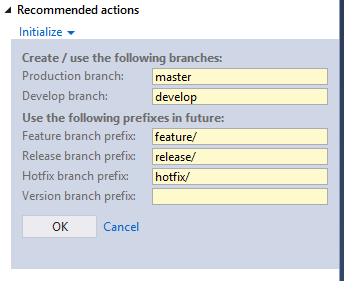 Recommended actions
Initialize
Create / use the following branches:
Production branch: master
Develop branch: develop
Use the following prefixes in future:
Feature branch prefix: feature/
Release branch prefix: release/
Hotfix branch prefix: hotfix/
Version branch prefix:
OK Cancel